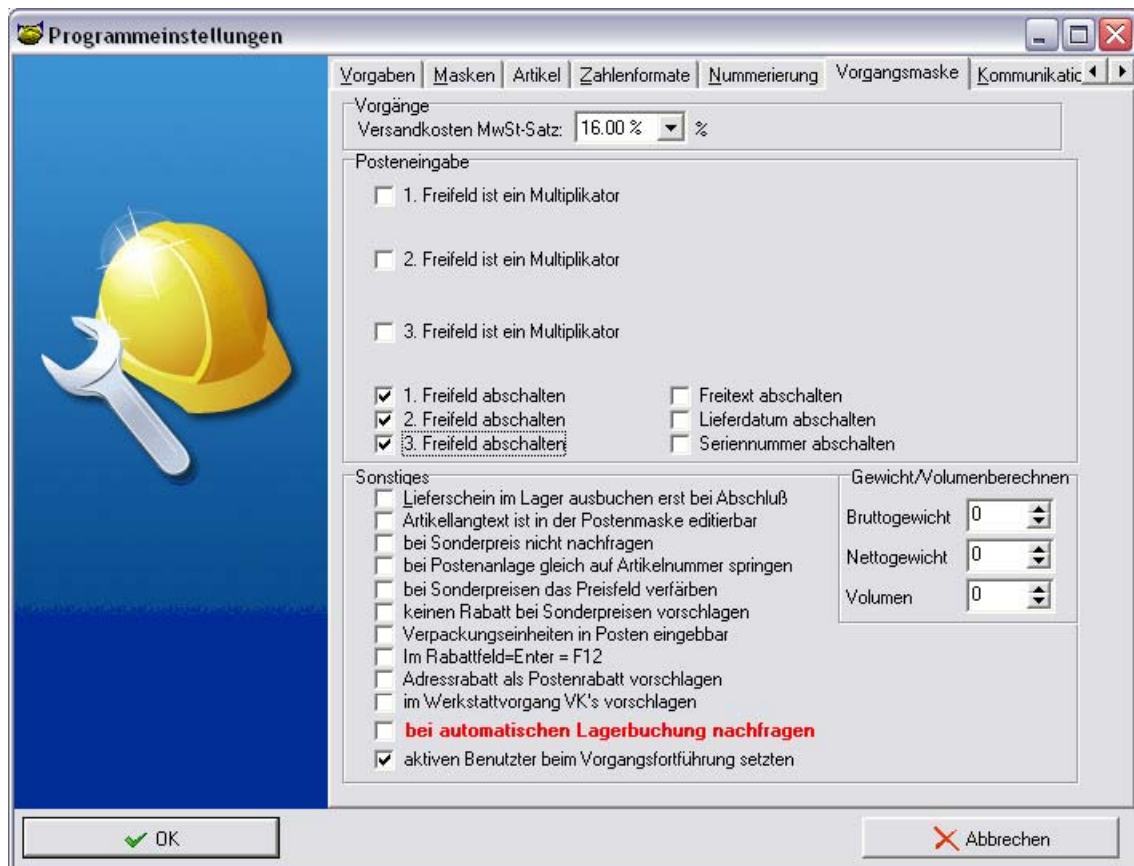 Programmeinstellungen
Vorgaben Masken Artikel Zahlenformate Nummerierung Vorgangsmaske Kommunikatic
Vorgänge
Versandkosten MwSt-Satz: 16.00 % %
Posteneingabe
1. Freifeld ist ein Multiplikator
2. Freifeld ist ein Multiplikator
3. Freifeld ist ein Multiplikator
1. Freifeld abschalten Freitext abschalten
2. Freifeld abschalten Lieferdatum abschalten
3. Freifeld abschalten Seriennummer abschalten
Sonstiges
Lieferschein im Lager ausbuchen erst bei Abschluß
Artikellangtext ist in der Postenmaske editierbar
bei Sonderpreis nicht nachfragen
bei Postenanlage gleich auf Artikelnummer springen
bei Sonderpreisen das Preisfeld verfärben
keinen Rabatt bei Sonderpreisen vorschlagen
Verpackungseinheiten in Posten eingebbar
Im Rabattfeld=Enter = F12
Adressrabatt als Postenrabatt vorschlagen
im Werkstattvorgang VK's vorschlagen
bei automatischen Lagerbuchung nachfragen
aktiven Benutzter beim Vorgangsfortführung setzten
Gewicht/Volumenberechnen
Bruttogewicht 0
Nettogewicht 0
Volumen 0
OK Abbrechen